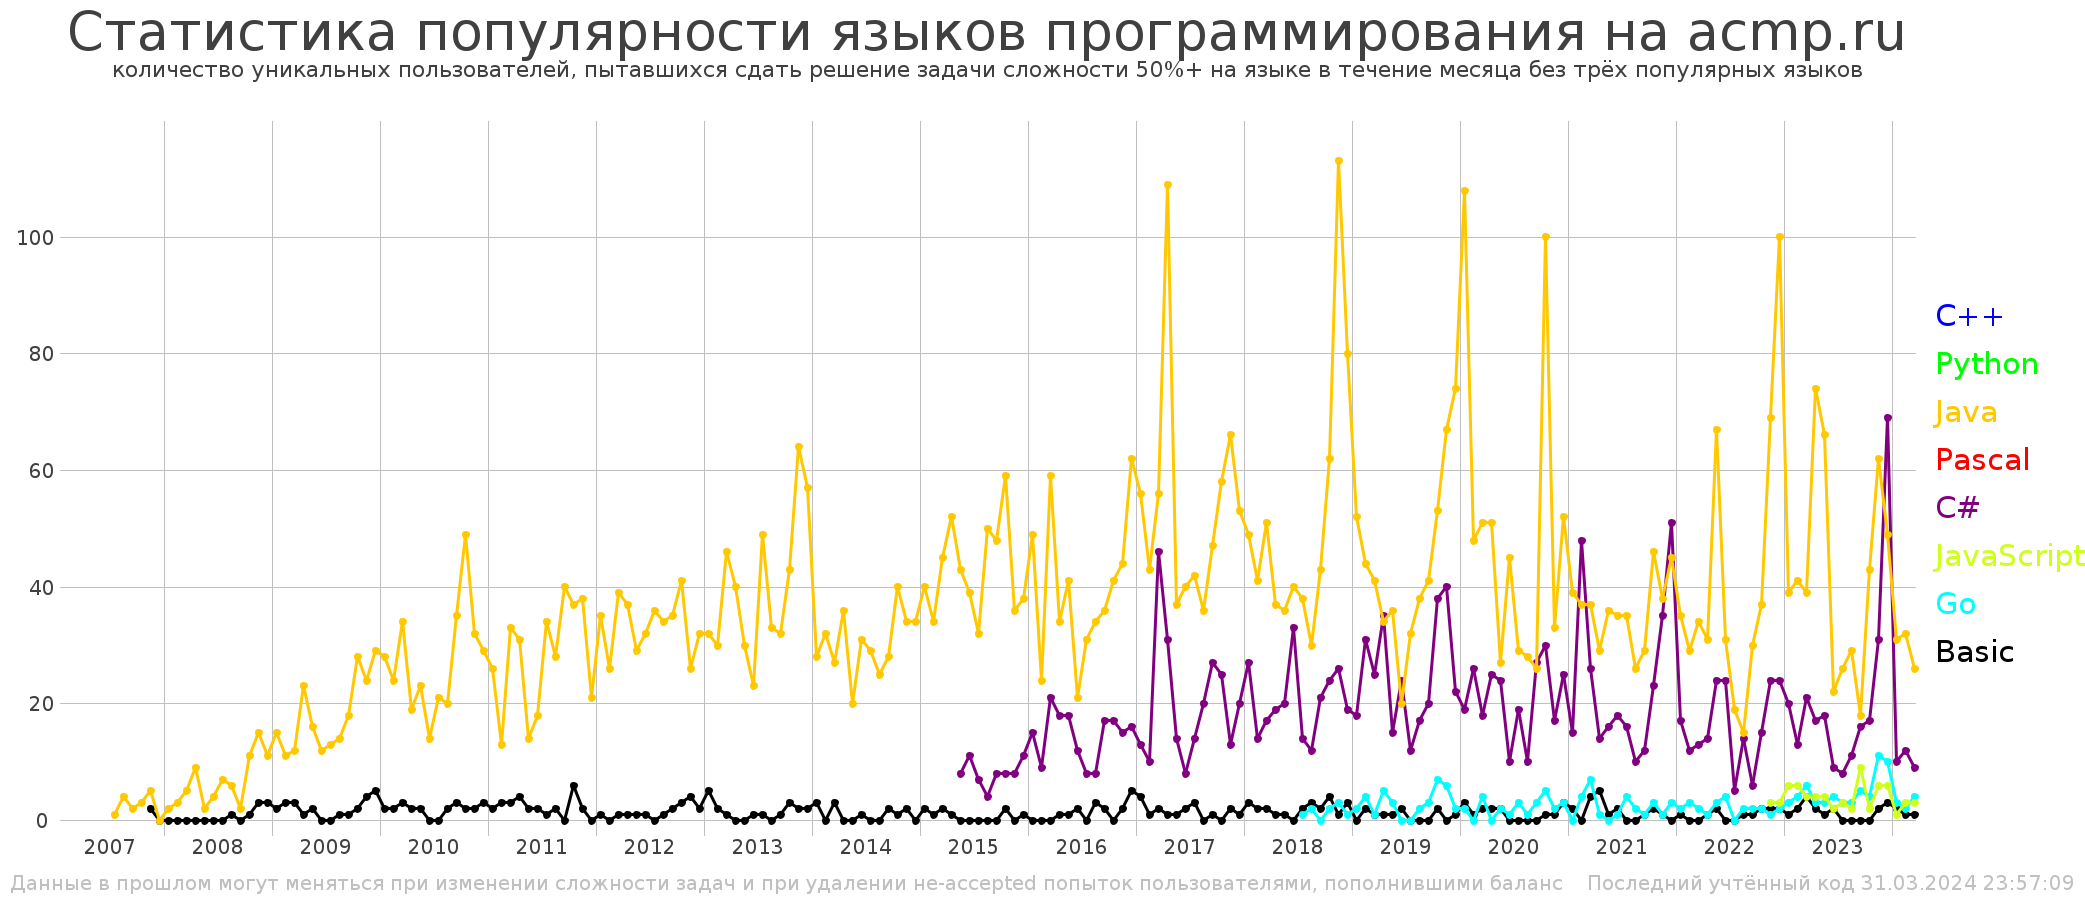 Статистика популярности языков программирования на acmp.ru
количество уникальных пользователей, пытавшихся сдать решение задачи сложности 50%+ на языке в течение месяца без трёх популярных языков
100
80
60
40
20
0
C++
Python
Java
Pascal
C#
JavaScript
Go
Basic
2007 2008 2009 2010 2011 2012 2013 2014 2015 2016 2017 2018 2019 2020 2021 2022 2023
Данные в прошлом могут меняться при изменении сложности задач и при удалении не-accepted попыток пользователями, пополнившими баланс Последний учтённый код 31.03.2024 23:57:09